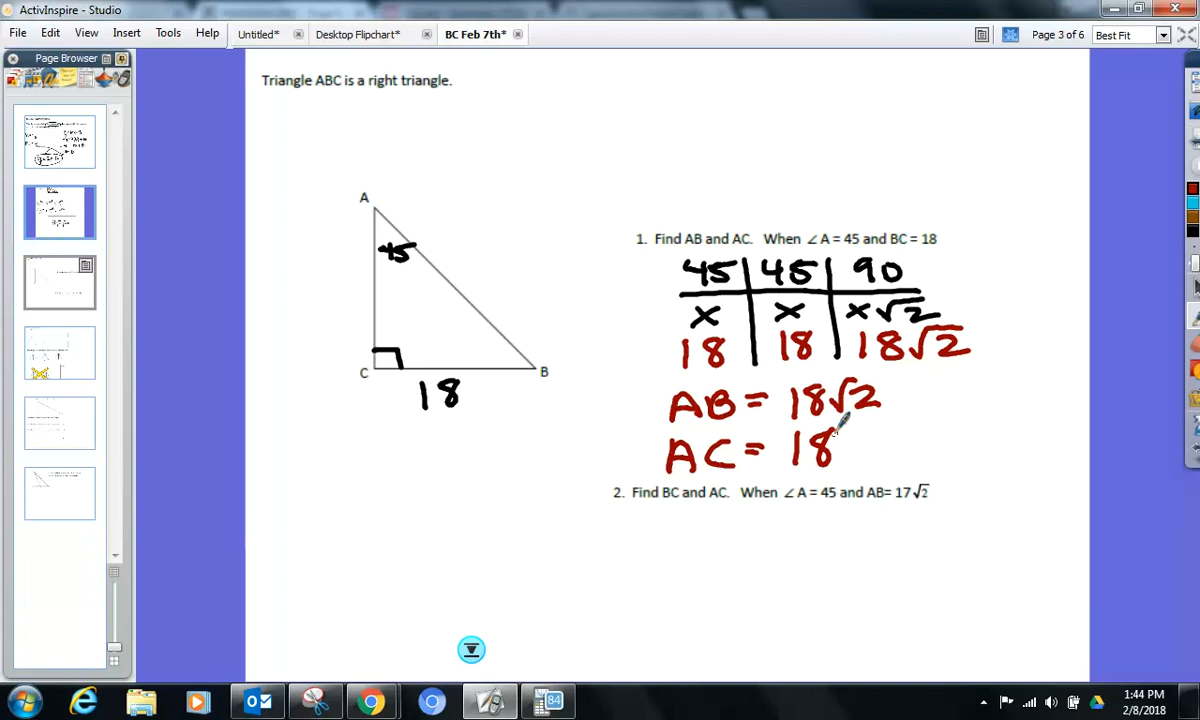 ActivInspire - Studio
File Edit View Insert Tools Help
Untitled* Desktop Flipchart* BC Feb 7th*
Page 3 of 6 Best Fit
Page Browser
Triangle ABC is a right triangle.
A
45
C
B
18
1. Find AB and AC. When ∠A = 45 and BC = 18
45 45 90
x x x√2
18 18 18√2
AB = 18√2
AC = 18
2. Find BC and AC. When ∠A = 45 and AB= 17√2
84
1:44 PM
2/8/2018